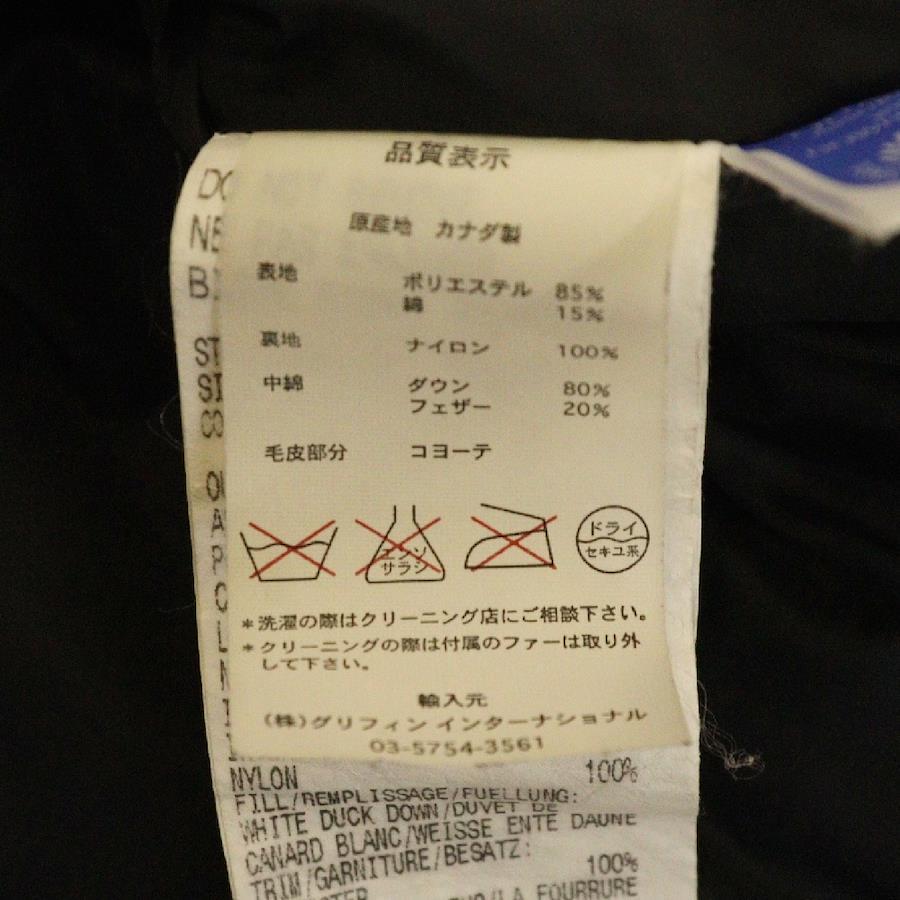 品質表示
原産地 カナダ製
表地 ポリエステル 85%
綿 15%
裏地 ナイロン 100%
中綿 ダウン 80%
フェザー 20%
毛皮部分 コヨーテ
エンソ
サラシ
ドライ
セキユ系
*洗濯の際はクリーニング店にご相談下さい。
*クリーニングの際は付属のファーは取り外
して下さい。
輸入元
(株)グリフィン インターナショナル
03-5754-3561
NYLON 100%
FILL/REMPLISSAGE/FUELLUNG:
WHITE DUCK DOWN/DUVET DE
CANARD BLANC/WEISSE ENTE DAUNE
100%
TRIM/GARNITURE/BESATZ:
/LA FOURRURE